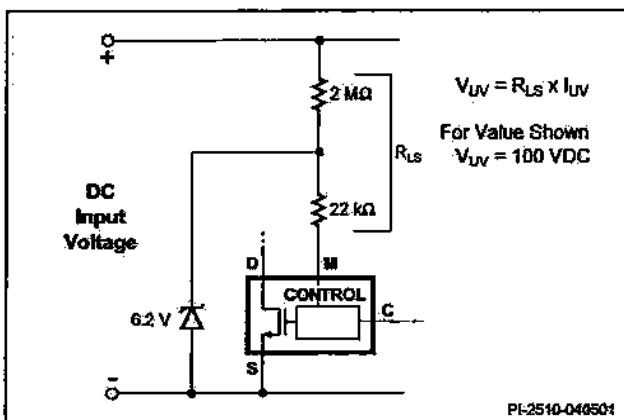 +
2 MΩ
V_UV = R_LS x I_UV
For Value Shown
V_UV = 100 VDC
R_LS
DC
Input
Voltage
22 kΩ
D
M
CONTROL
C
6.2 V
S
-
PI-2510-040501